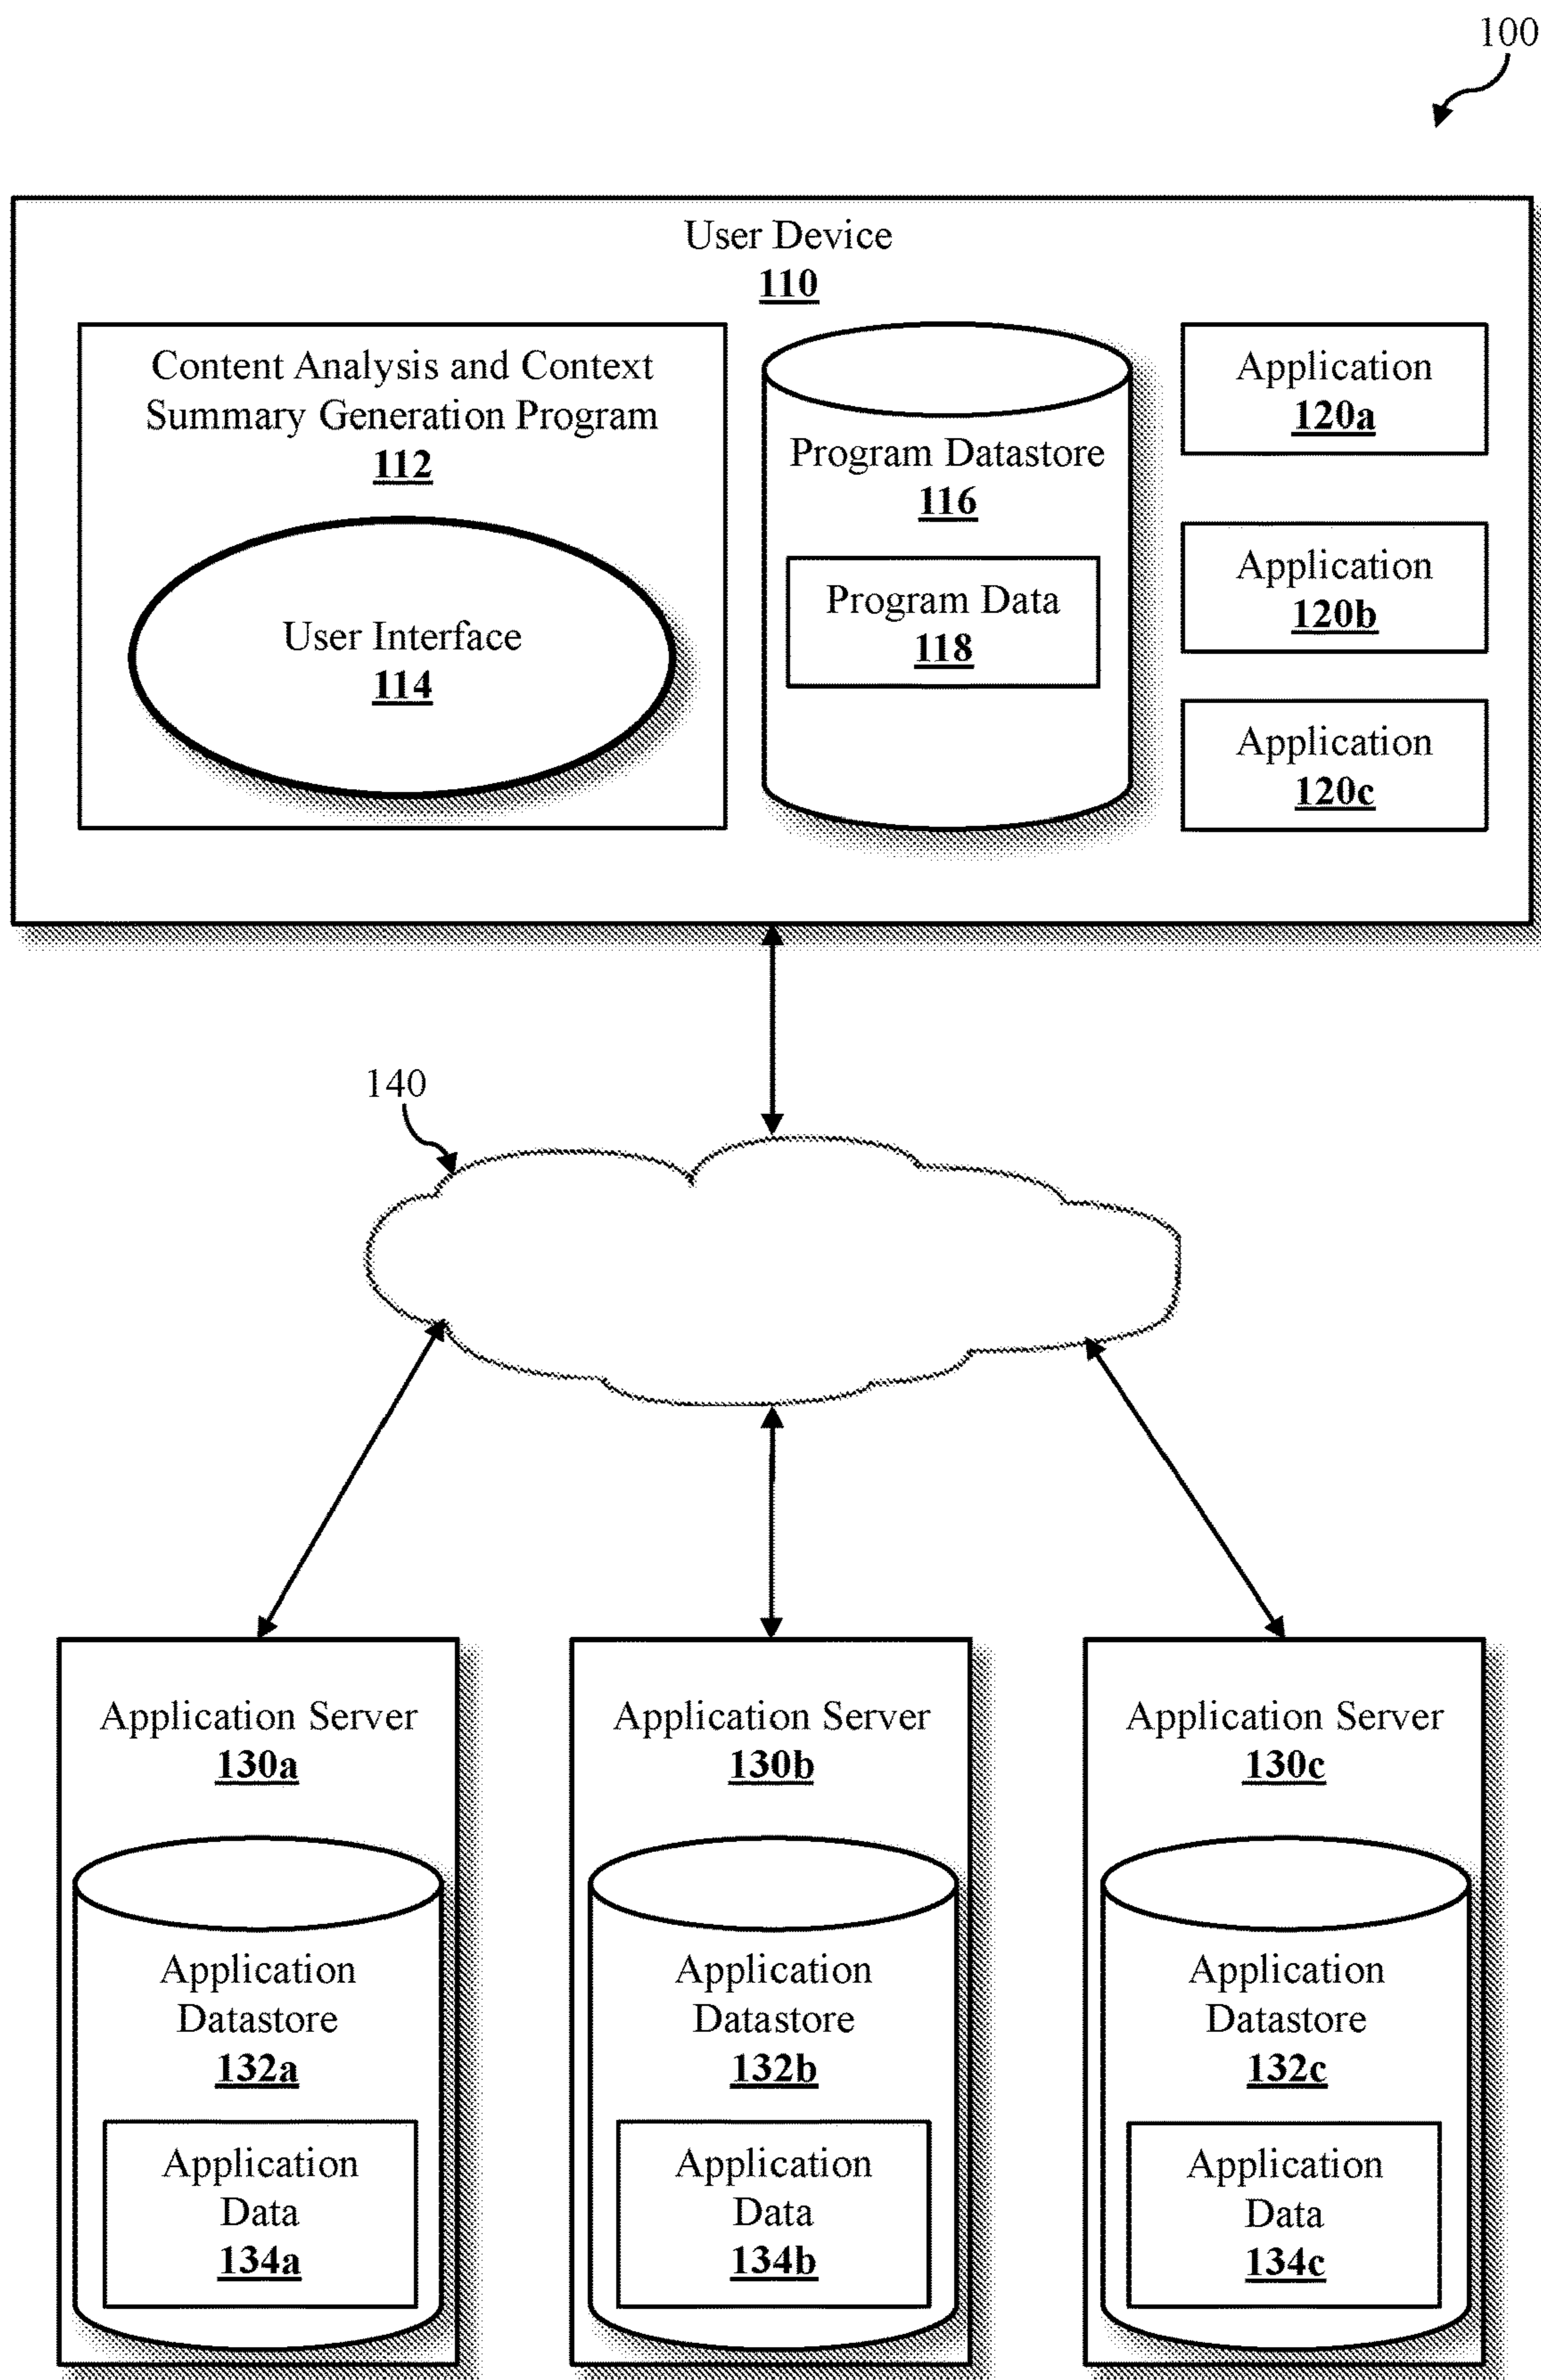 100
User Device
110
Content Analysis and Context
Summary Generation Program
112
User Interface
114
Program Datastore
116
Program Data
118
Application
120a
Application
120b
Application
120c
140
Application Server
130a
Application
Datastore
132a
Application
Data
134a
Application Server
130b
Application
Datastore
132b
Application
Data
134b
Application Server
130c
Application
Datastore
132c
Application
Data
134c